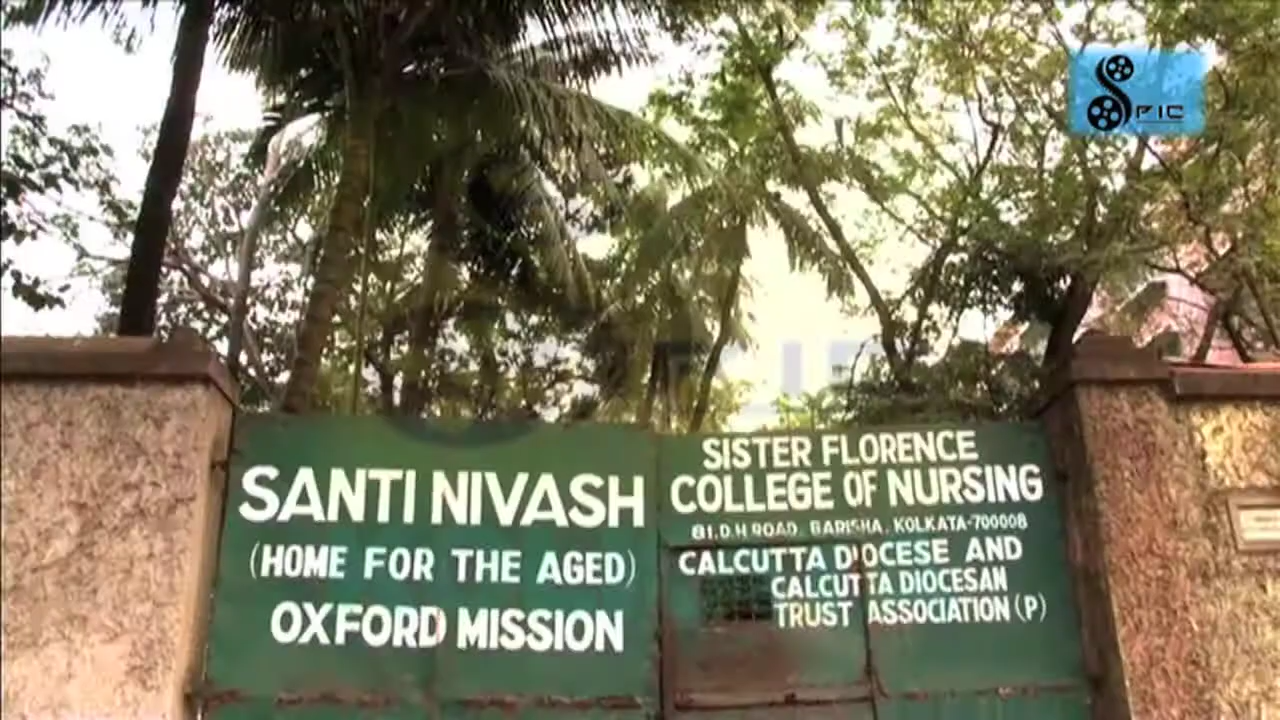 SANTI NIVASH
(HOME FOR THE AGED)
OXFORD MISSION
SISTER FLORENCE
COLLEGE OF NURSING
81.D.H ROAD, BARISHA, KOLKATA-700008
CALCUTTA DIOCESE AND
CALCUTTA DIOCESAN
TRUST ASSOCIATION (P)
SPIC